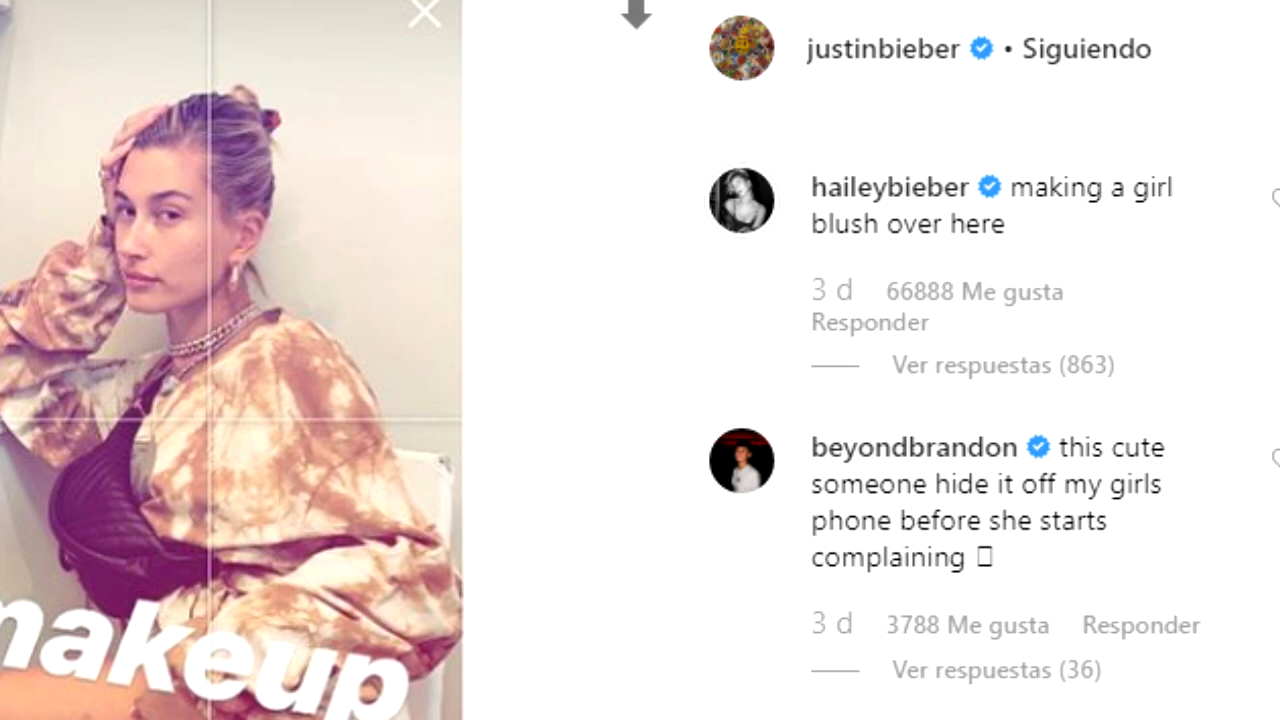 makeup
justinbieber • Siguiendo
haileybieber making a girl
blush over here
3 d 66888 Me gusta
Responder
Ver respuestas (863)
beyondbrandon this cute
someone hide it off my girls
phone before she starts
complaining
3 d 3788 Me gusta Responder
Ver respuestas (36)